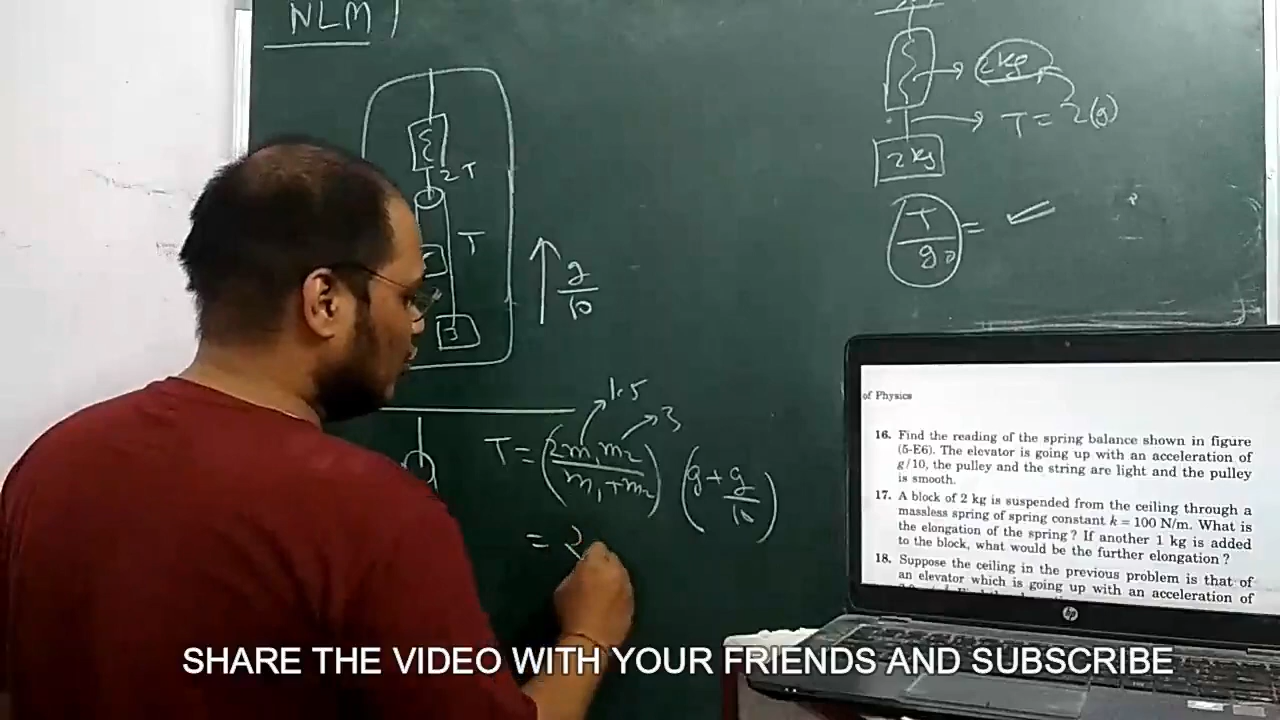 NLM
2T
T
3
g/10
2kg
T = 2(g)
2kg
T/g =
1.5
3
T = (2m₁m₂/m₁+m₂) (g + g/10)
= 2
of Physics
16. Find the reading of the spring balance shown in figure
(5-E6). The elevator is going up with an acceleration of
g/10, the pulley and the string are light and the pulley
is smooth.
17. A block of 2 kg is suspended from the ceiling through a
massless spring of spring constant k = 100 N/m. What is
the elongation of the spring ? If another 1 kg is added
to the block, what would be the further elongation ?
18. Suppose the ceiling in the previous problem is that of
an elevator which is going up with an acceleration of
hp
SHARE THE VIDEO WITH YOUR FRIENDS AND SUBSCRIBE